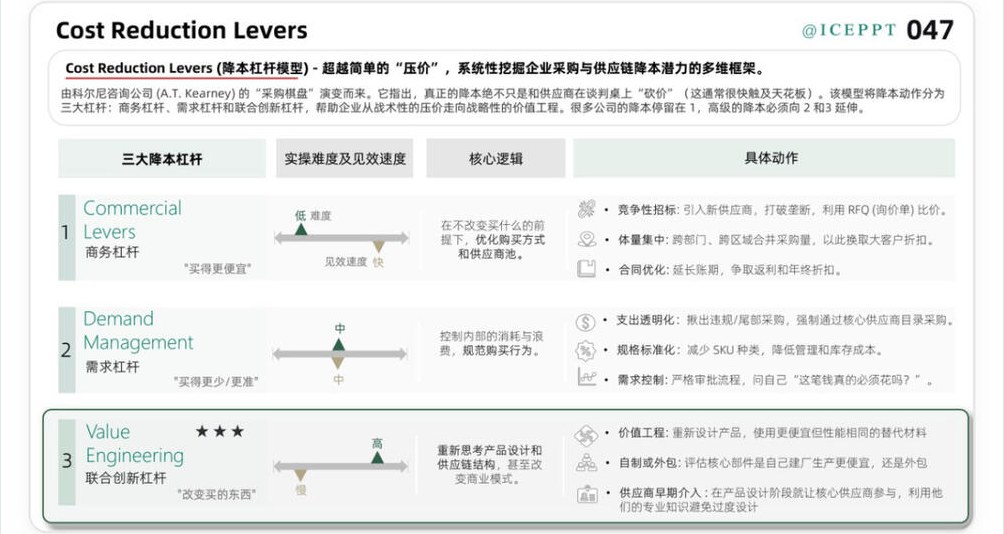 Cost Reduction Levers
@ICEPPT 047
Cost Reduction Levers (降本杠杆模型) - 超越简单的“压价”，系统性挖掘企业采购与供应链降本潜力的多维框架。
由科尔尼咨询公司 (A.T. Kearney) 的“采购棋盘”演变而来。它指出，真正的降本绝不只是和供应商在谈判桌上“砍价”（这通常很快触及天花板）。该模型将降本动作分为
三大杠杆：商务杠杆、需求杠杆和联合创新杠杆，帮助企业从战术性的压价走向战略性的价值工程。很多公司的降本停留在 1，高级的降本必须向 2 和3 延伸。
三大降本杠杆
实操难度及见效速度
核心逻辑
具体动作
1
Commercial
Levers
商务杠杆
"买得更便宜"
低 难度
见效速度 快
在不改变买什么的前
提下，优化购买方式
和供应商池。
• 竞争性招标: 引入新供应商，打破垄断，利用 RFQ (询价单) 比价。
• 体量集中: 跨部门、跨区域合并采购量，以此换取大客户折扣。
• 合同优化: 延长账期，争取返利和年终折扣。
2
Demand
Management
需求杠杆
"买得更少/更准"
中
中
控制内部的消耗与浪
费，规范购买行为。
• 支出透明化：揪出违规/尾部采购，强制通过核心供应商目录采购。
• 规格标准化：减少 SKU 种类，降低管理和库存成本。
• 需求控制: 严格审批流程，问自己“这笔钱真的必须花吗？”。
3
Value
Engineering
★★★
联合创新杠杆
"改变买的东西"
高
慢
重新思考产品设计和
供应链结构，甚至改
变商业模式。
• 价值工程: 重新设计产品，使用更便宜但性能相同的替代材料
• 自制或外包: 评估核心部件是自己建厂生产更便宜，还是外包
• 供应商早期介入：在产品设计阶段就让核心供应商参与，利用他
们的专业知识避免过度设计